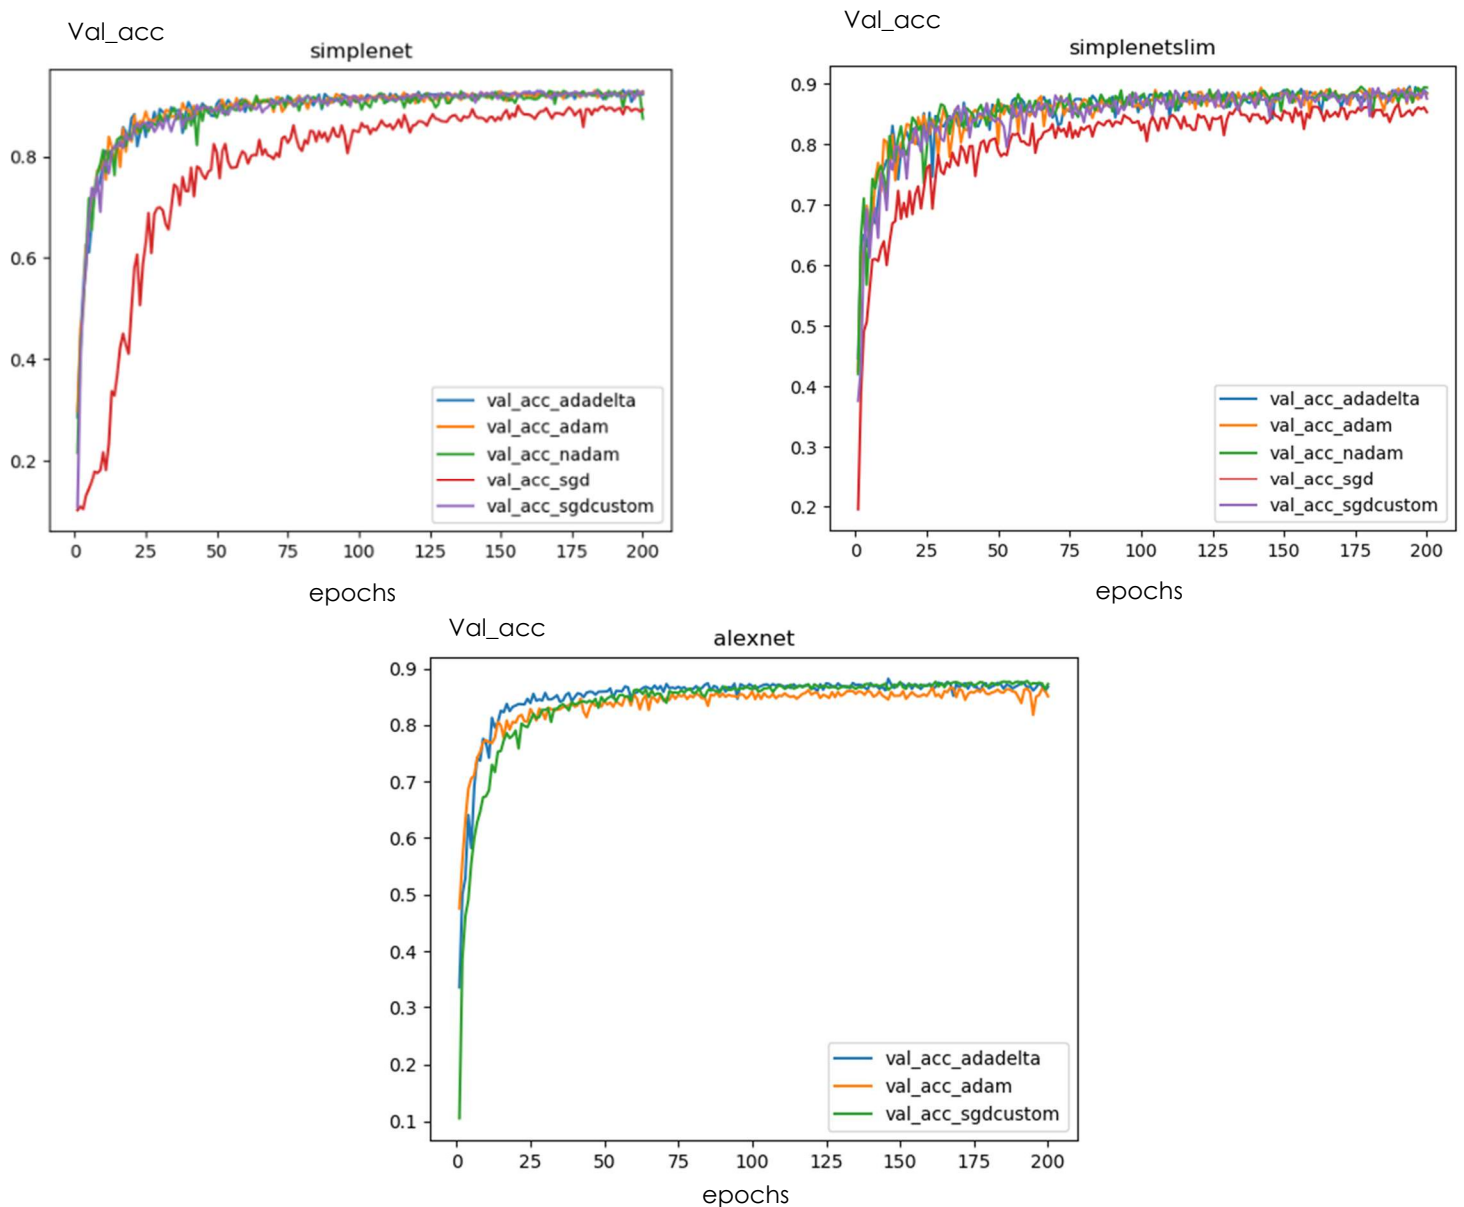 Val_acc
simplenet
0.8
0.6
0.4
0.2
val_acc_adadelta
val_acc_adam
val_acc_nadam
val_acc_sgd
val_acc_sgdcustom
0 25 50 75 100 125 150 175 200
epochs
Val_acc
simplenetslim
0.9
0.8
0.7
0.6
0.5
0.4
0.3
0.2
val_acc_adadelta
val_acc_adam
val_acc_nadam
val_acc_sgd
val_acc_sgdcustom
0 25 50 75 100 125 150 175 200
epochs
Val_acc
alexnet
0.9
0.8
0.7
0.6
0.5
0.4
0.3
0.2
0.1
val_acc_adadelta
val_acc_adam
val_acc_sgdcustom
0 25 50 75 100 125 150 175 200
epochs